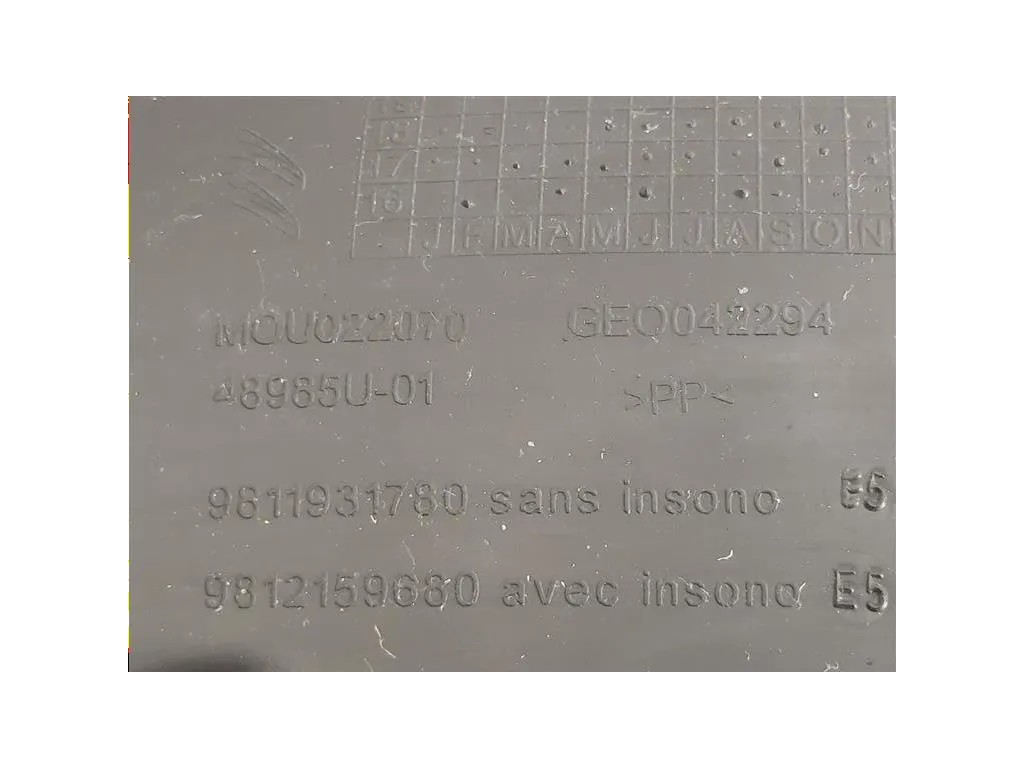 18
17
16
J F M A M J J A S O N
MOU022070 GEO042294
48985U-01 >PP<
9811931780 sans insono E5
9812159680 avec insono E5